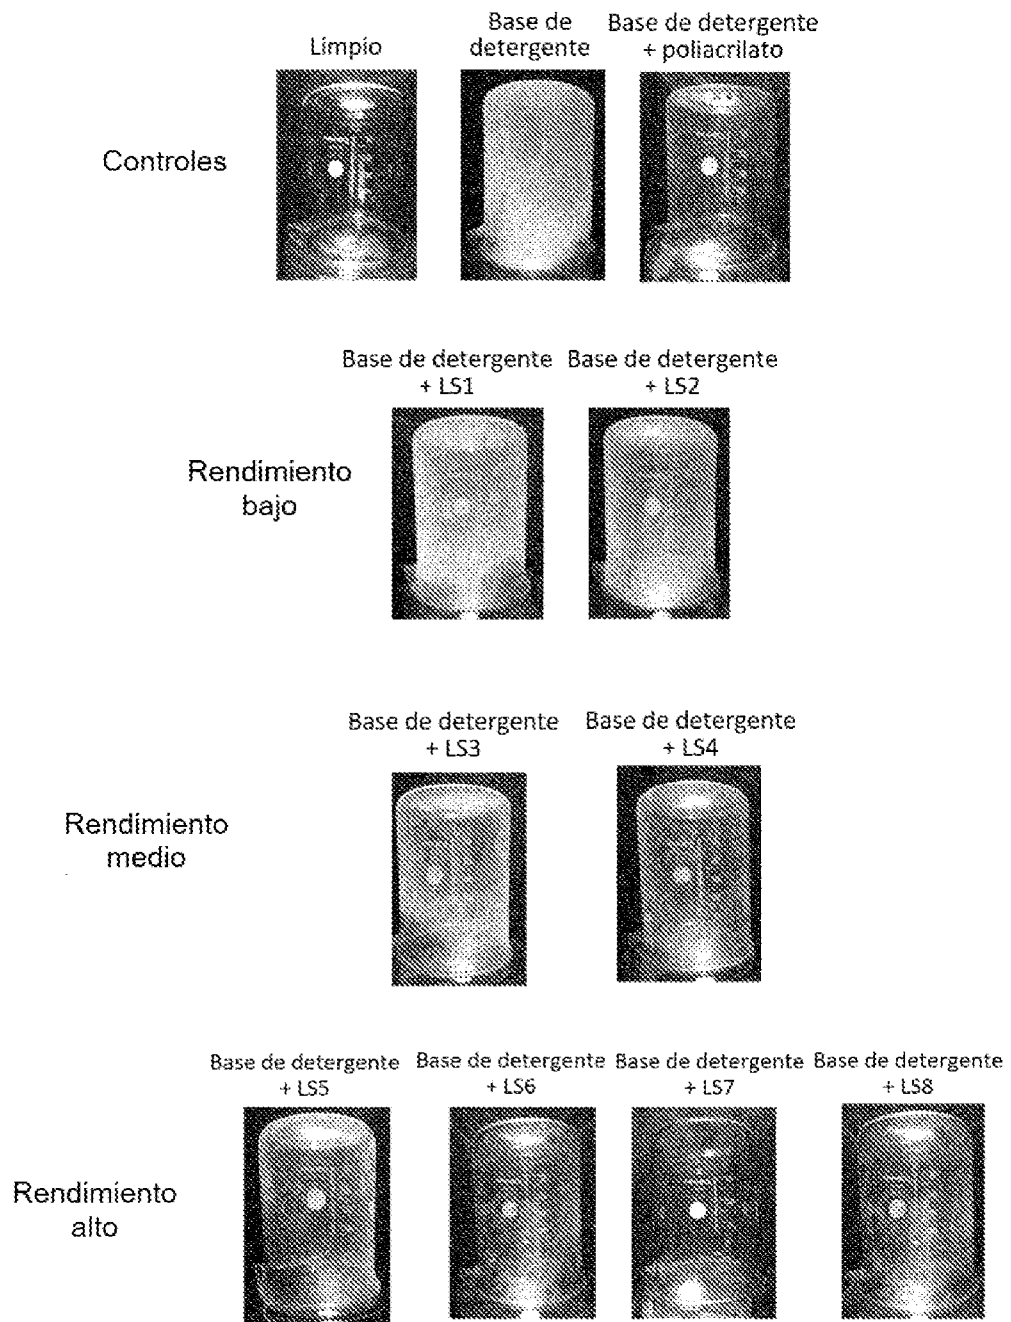 Limpio
Base de
detergente
Base de detergente
+ poliacrilato
Controles
Base de detergente
+ LS1
Base de detergente
+ LS2
Rendimiento
bajo
Base de detergente
+ LS3
Base de detergente
+ LS4
Rendimiento
medio
Base de detergente
+ LS5
Base de detergente
+ LS6
Base de detergente
+ LS7
Base de detergente
+ LS8
Rendimiento
alto